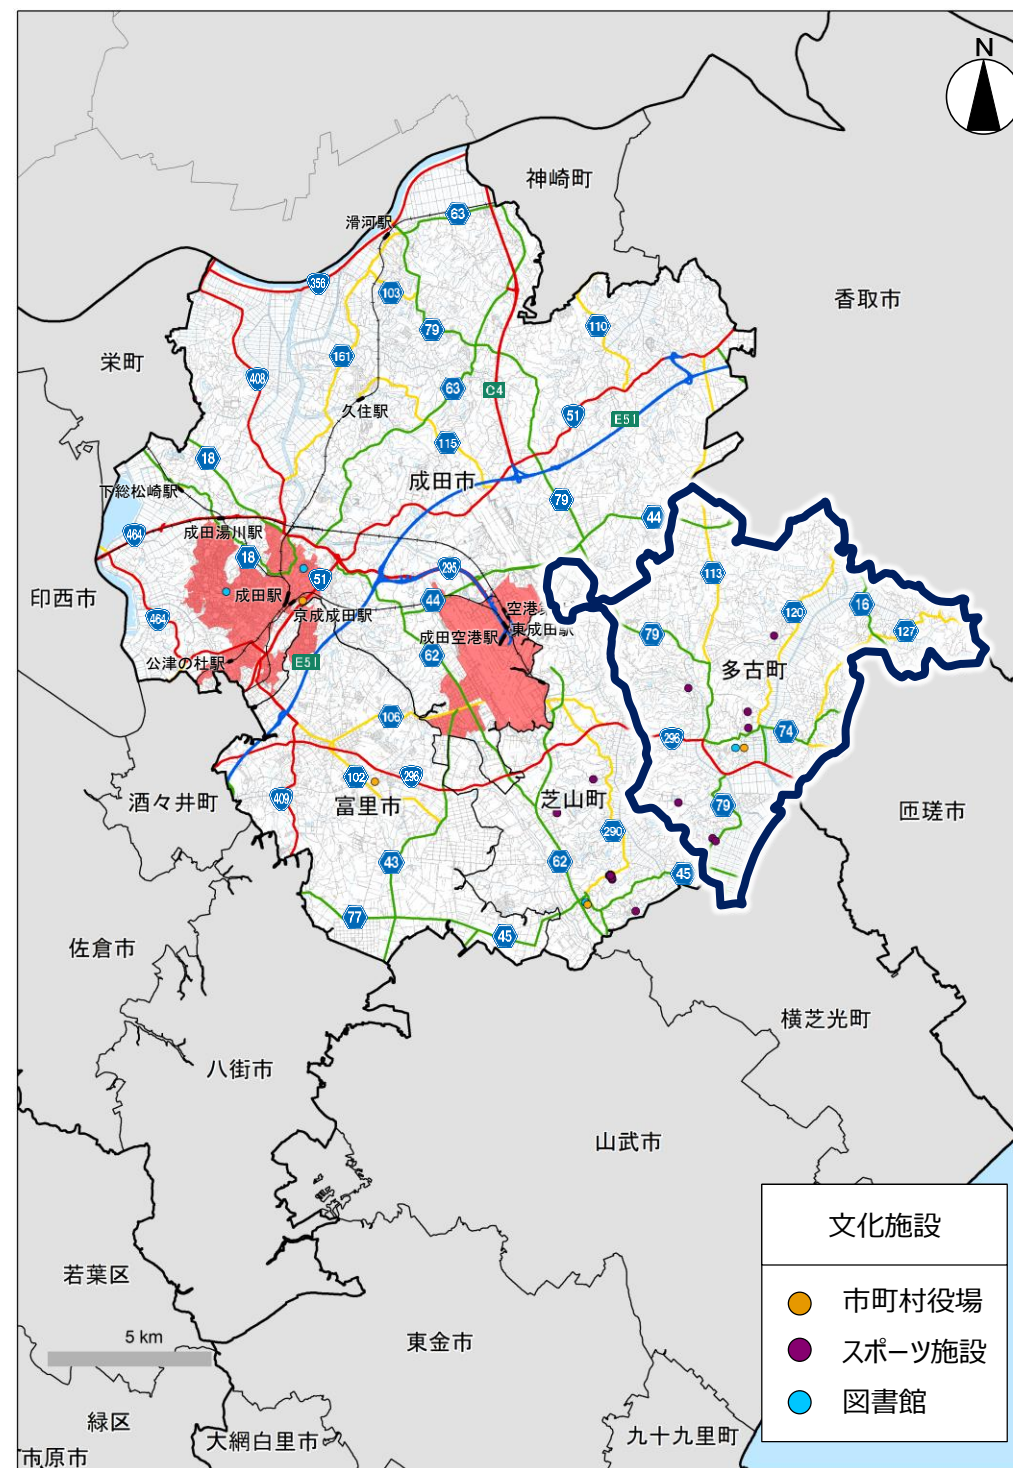 N
神崎町
滑河駅
63
356
103
香取市
79
110
161
栄町
408
63
C4
久住駅
51
E51
115
18
成田市
下総松崎駅
79
44
464
成田湯川駅
18
295
113
印西市
51
成田駅
44
空港
16
120
464
京成成田駅
東成田駅
127
成田空港駅
79
公津の杜駅
E51
62
多古町
106
74
296
102
296
409
酒々井町
富里市
芝山町
79
匝瑳市
290
43
62
45
77
45
佐倉市
横芝光町
八街市
山武市
文化施設
若葉区
市町村役場
5 km
東金市
スポーツ施設
図書館
緑区
大網白里市
九十九里町
市原市